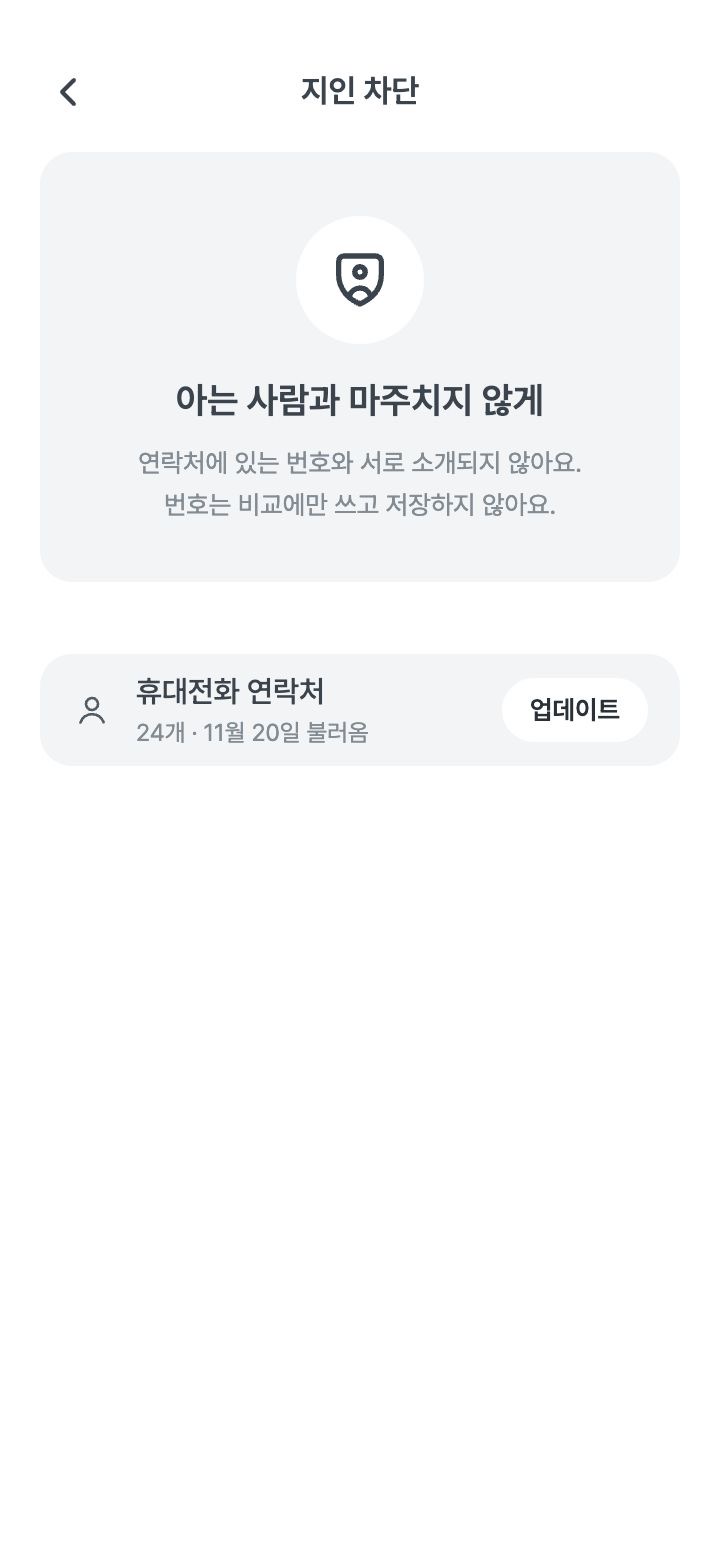 지인 차단
아는 사람과 마주치지 않게
연락처에 있는 번호와 서로 소개되지 않아요.
번호는 비교에만 쓰고 저장하지 않아요.
휴대전화 연락처
24개 · 11월 20일 불러옴
업데이트